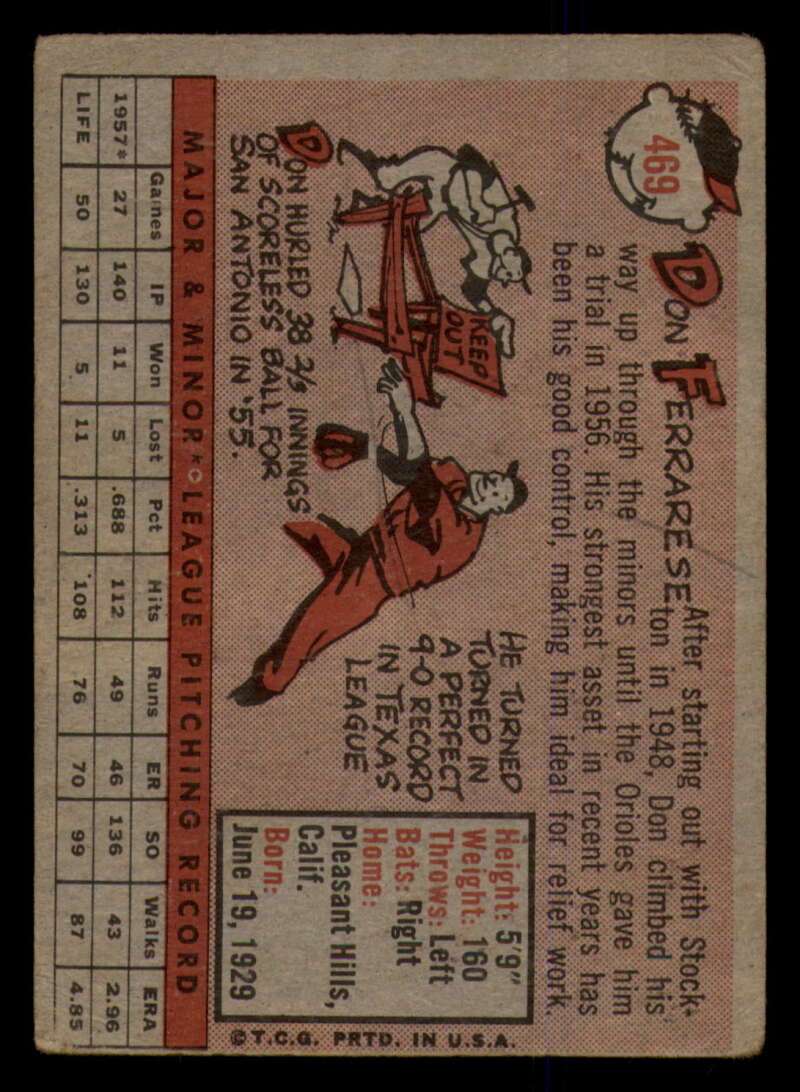 469
DON FERRARESE
After starting out with Stock-
ton in 1948, Don climbed his
way up through the minors until the Orioles gave him
a trial in 1956. His strongest asset in recent years has
been his good control, making him ideal for relief work.
KEEP
OUT
DON HURLED 38 2/3 INNINGS
OF SCORELESS BALL FOR
SAN ANTONIO IN '55.
HE TURNED
TURNED IN
A PERFECT
9-0 RECORD
IN TEXAS
LEAGUE
Height: 5'9"
Weight: 160
Throws: Left
Bats: Right
Home:
Pleasant Hills,
Calif.
Born:
June 19, 1929
MAJOR & MINOR* LEAGUE PITCHING RECORD
Games IP Won Lost Pct Hits Runs ER SO Walks ERA
1957* 27 140 11 5 .688 112 49 46 136 43 2.96
LIFE 50 130 5 11 .313 108 76 70 99 87 4.85
© T.C.G. PRTD. IN U.S.A.